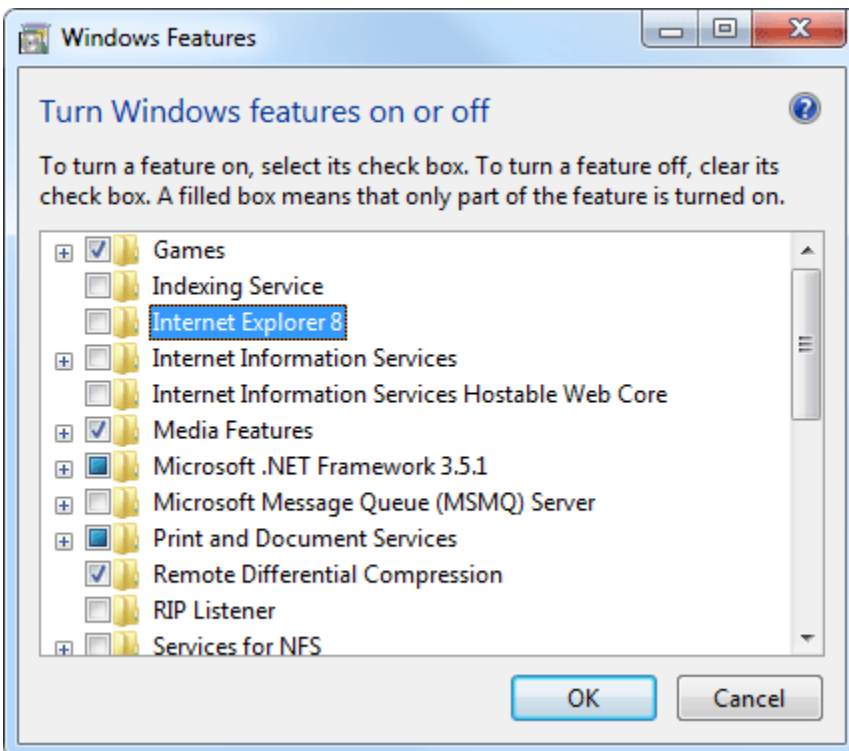 Windows Features
Turn Windows features on or off
To turn a feature on, select its check box. To turn a feature off, clear its
check box. A filled box means that only part of the feature is turned on.
Games
Indexing Service
Internet Explorer 8
Internet Information Services
Internet Information Services Hostable Web Core
Media Features
Microsoft .NET Framework 3.5.1
Microsoft Message Queue (MSMQ) Server
Print and Document Services
Remote Differential Compression
RIP Listener
Services for NFS
OK
Cancel